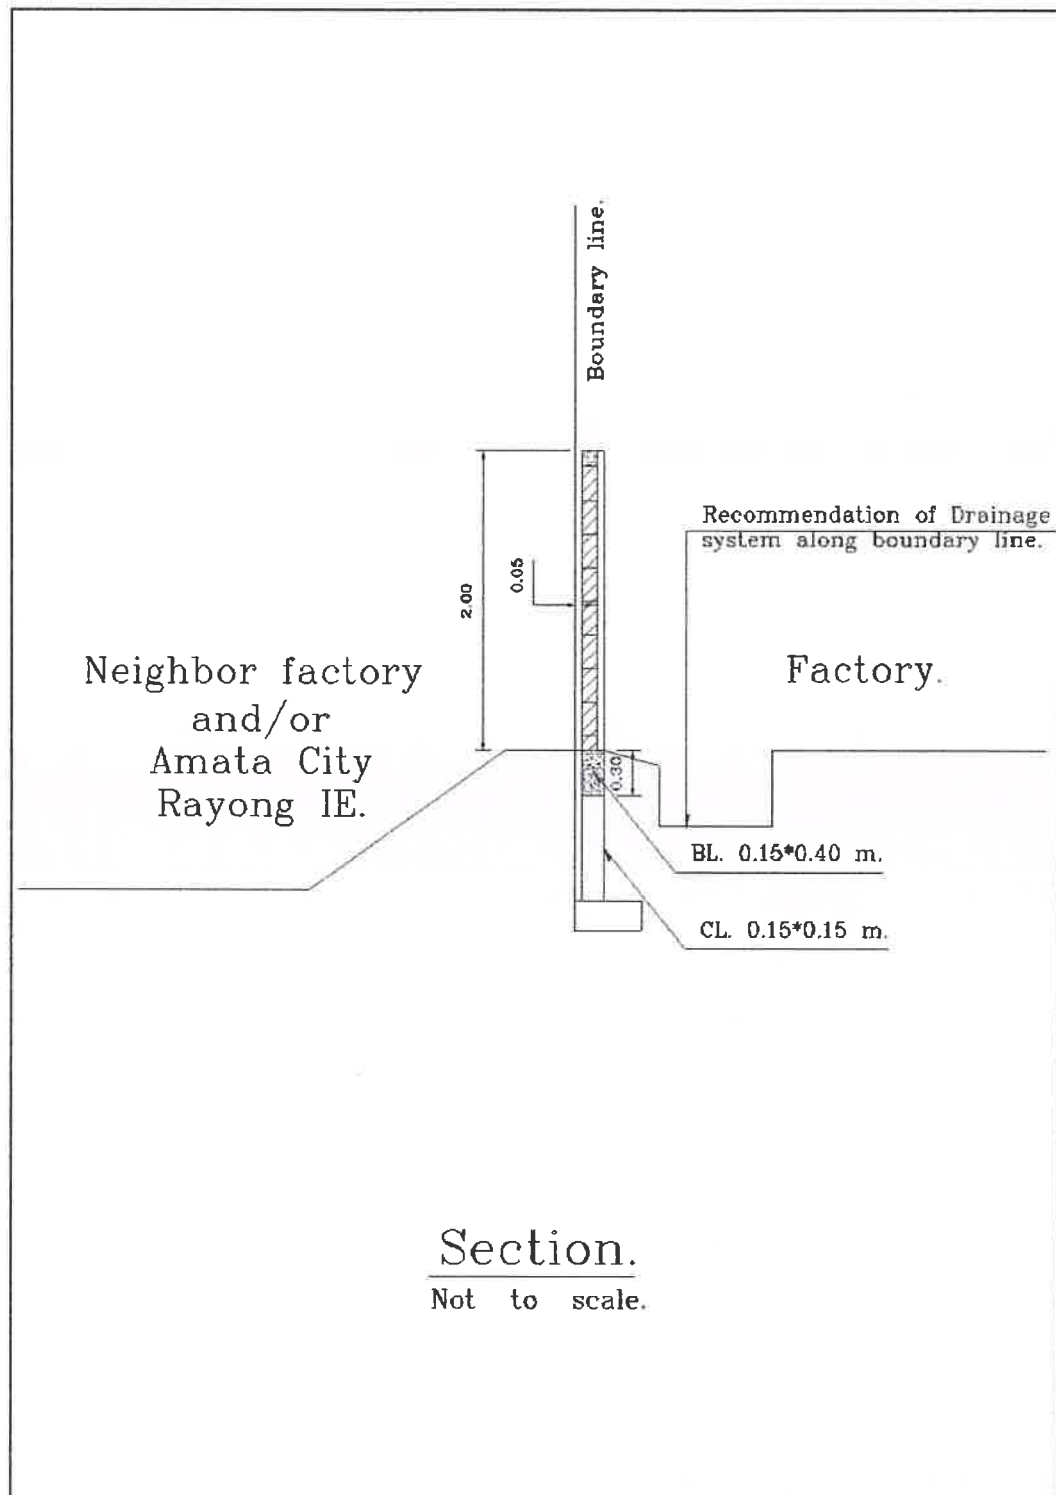 Boundary line.
2.00
0.05
Recommendation of Drainage
system along boundary line.
Neighbor factory
and/or
Amata City
Rayong IE.
Factory.
0.30
BL. 0.15*0.40 m.
CL. 0.15*0.15 m.
Section.
Not to scale.